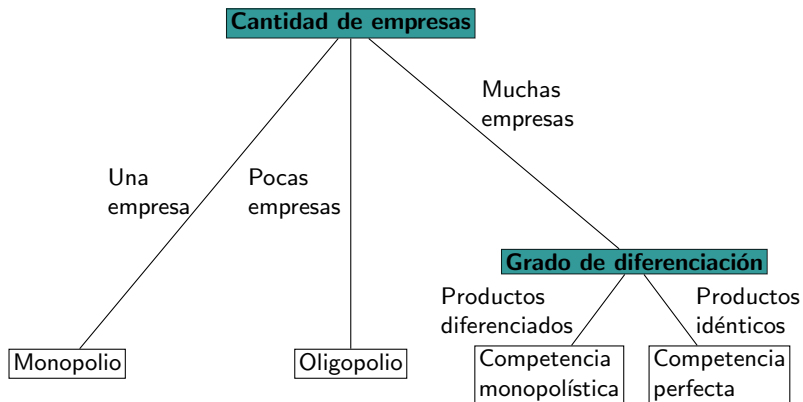 Cantidad de empresas
Muchas
empresas
Una
empresa
Pocas
empresas
Grado de diferenciación
Productos
diferenciados
Productos
idénticos
Monopolio
Oligopolio
Competencia
monopolística
Competencia
perfecta